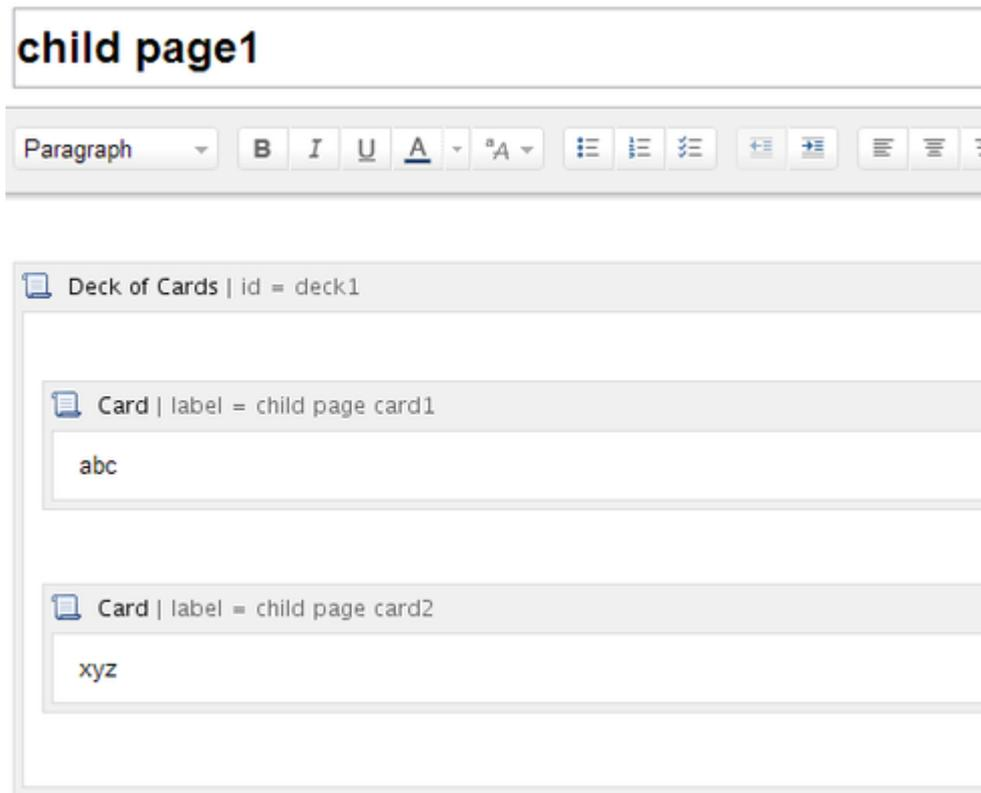 child page1
Paragraph B I U A ªA
Deck of Cards | id = deck1
Card | label = child page card1
abc
Card | label = child page card2
xyz